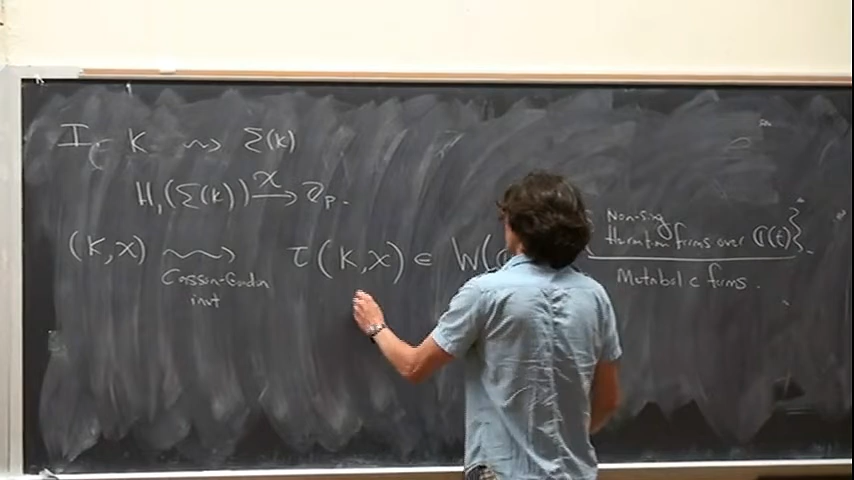 I. K ⇝ Σ(K)
H₁(Σ(K)) —χ→ ℤₚ.
(K,χ) ⇝ τ(K,χ) ∈ W( { Non-sing Hermitian forms over ℂ(t) }
Casson-Gordon Metabolic forms.
invt